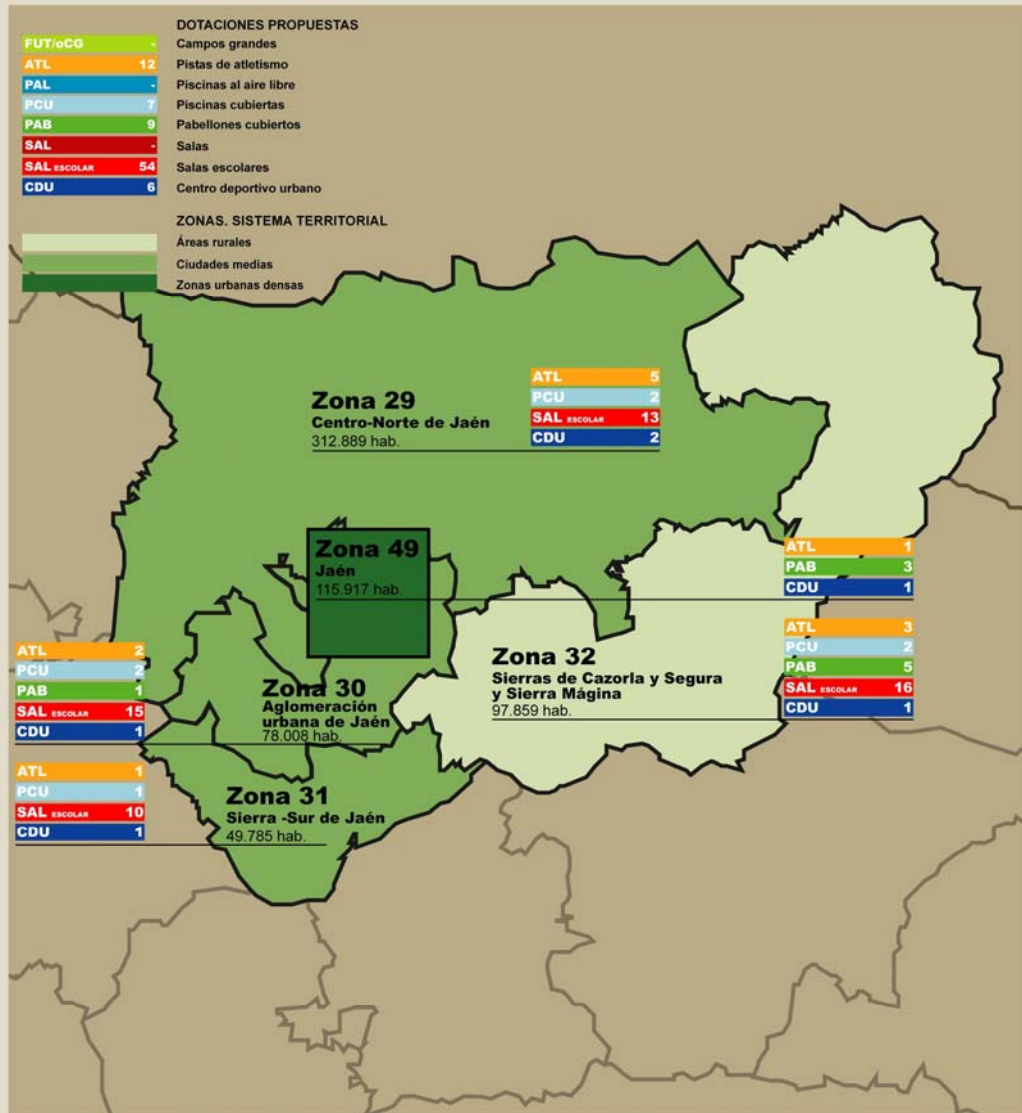 DOTACIONES PROPUESTAS
FUT/oCG - Campos grandes
ATL 12 Pistas de atletismo
PAL - Piscinas al aire libre
PCU 7 Piscinas cubiertas
PAB 9 Pabellones cubiertos
SAL - Salas
SAL ESCOLAR 54 Salas escolares
CDU 6 Centro deportivo urbano
ZONAS. SISTEMA TERRITORIAL
Áreas rurales
Ciudades medias
Zonas urbanas densas
Zona 29
Centro-Norte de Jaén
312.889 hab.
ATL 5
PCU 2
SAL ESCOLAR 13
CDU 2
Zona 49
Jaén
115.917 hab.
ATL 1
PAB 3
CDU 1
Zona 32
Sierras de Cazorla y Segura
y Sierra Mágina
97.859 hab.
ATL 3
PCU 2
PAB 5
SAL ESCOLAR 16
CDU 1
ATL 2
PCU 2
PAB 1
SAL ESCOLAR 15
CDU 1
Zona 30
Aglomeración
urbana de Jaén
78.008 hab.
ATL 1
PCU 1
SAL ESCOLAR 10
CDU 1
Zona 31
Sierra -Sur de Jaén
49.785 hab.